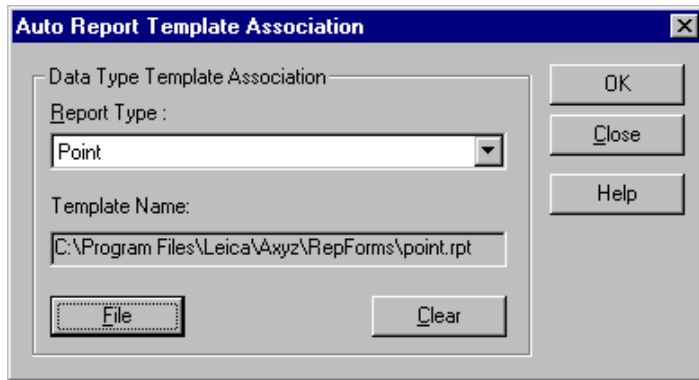 Auto Report Template Association
Data Type Template Association
Report Type :
Point
Template Name:
C:\Program Files\Leica\Axyz\RepForms\point.rpt
File
Clear
OK
Close
Help